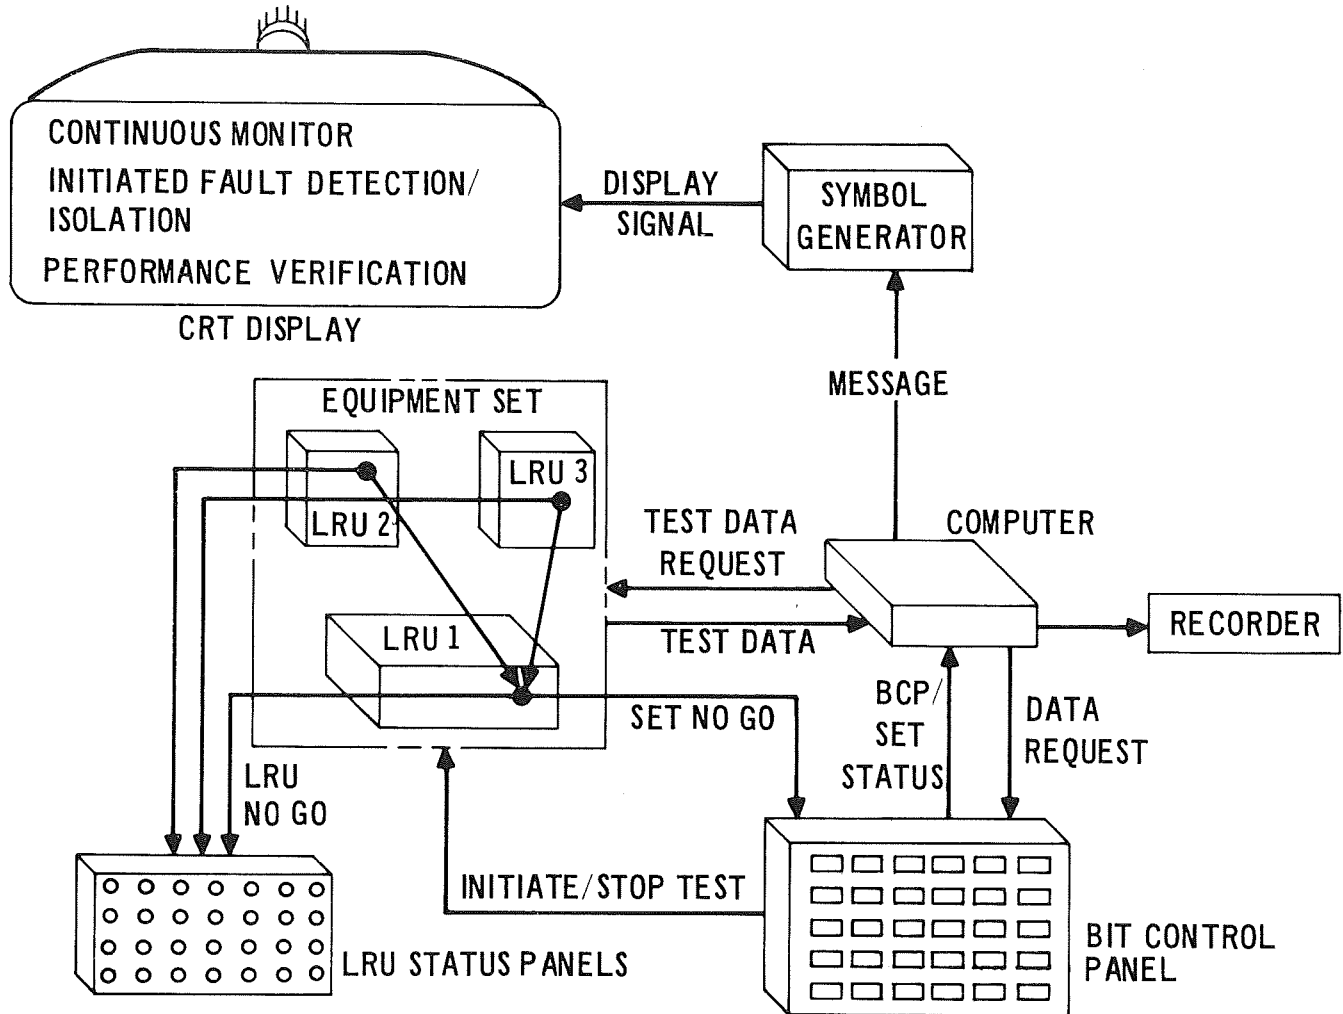 CONTINUOUS MONITOR
INITIATED FAULT DETECTION/
ISOLATION
PERFORMANCE VERIFICATION
CRT DISPLAY
DISPLAY
SIGNAL
SYMBOL
GENERATOR
MESSAGE
EQUIPMENT SET
LRU 2
LRU 3
LRU 1
TEST DATA
REQUEST
COMPUTER
TEST DATA
RECORDER
SET NO GO
BCP/
SET
STATUS
DATA
REQUEST
LRU
NO GO
INITIATE/STOP TEST
LRU STATUS PANELS
BIT CONTROL
PANEL